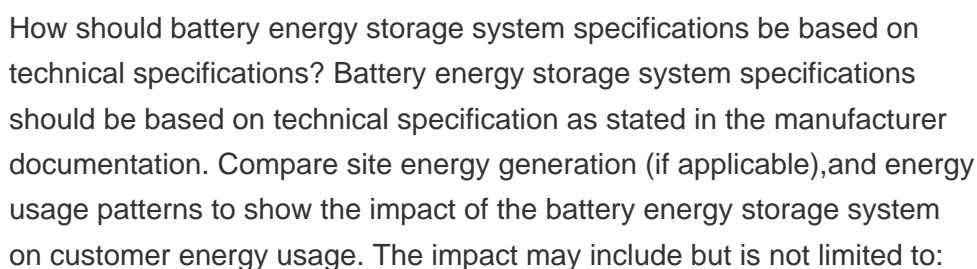 How should battery energy storage system specifications be based on
technical specifications? Battery energy storage system specifications
should be based on technical specification as stated in the manufacturer
documentation. Compare site energy generation (if applicable),and energy
usage patterns to show the impact of the battery energy storage system
on customer energy usage. The impact may include but is not limited to: